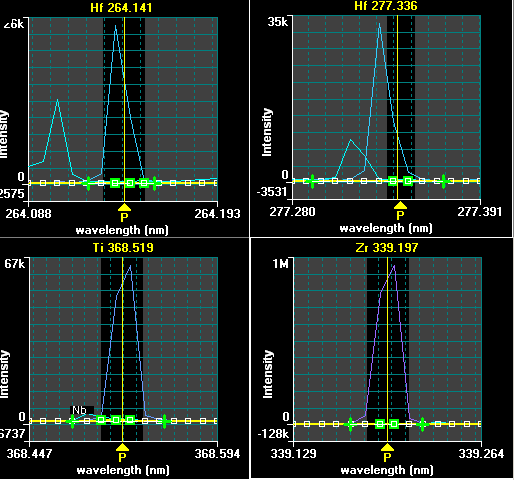 Hf 264.141
26k
Intensity
0
2575
264.088
P
264.193
wavelength (nm)
Hf 277.336
35k
Intensity
0
-3531
277.280
P
277.391
wavelength (nm)
Ti 368.519
67k
Intensity
Nb
0
6737
368.447
P
368.594
wavelength (nm)
Zr 339.197
1M
Intensity
0
-128k
339.129
P
339.264
wavelength (nm)